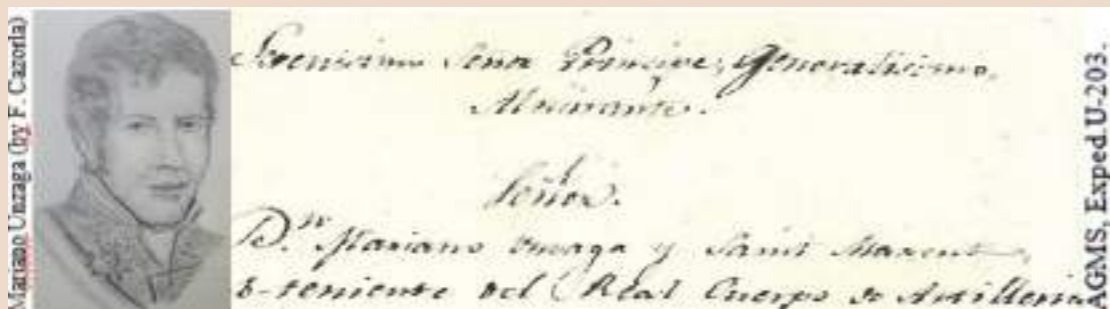 Mariano Unzaga (by F. Cazorla)
Serenisimo Señor Principe, Generalisimo,
Almirante.
Señor.
D.ⁿ Mariano Unzaga y Saint Maxent
teniente del Real Cuerpo de Artilleria
AGMS, Exped.U-203.